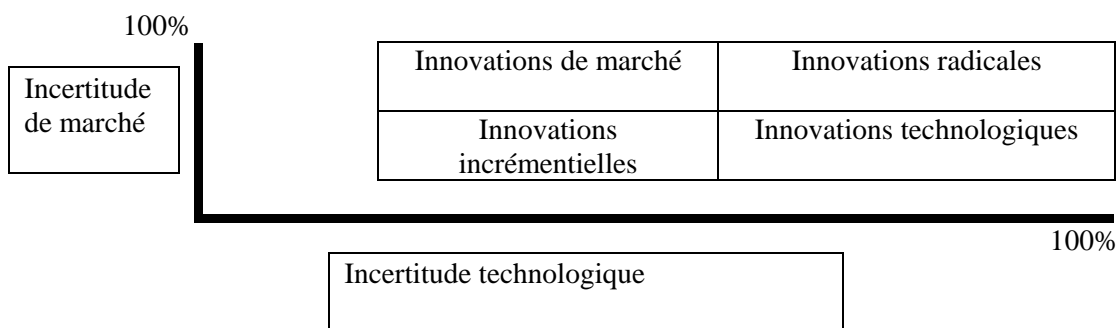 100%
Innovations de marché
Innovations radicales
Incertitude
de marché
Innovations
incrémentielles
Innovations technologiques
100%
Incertitude technologique